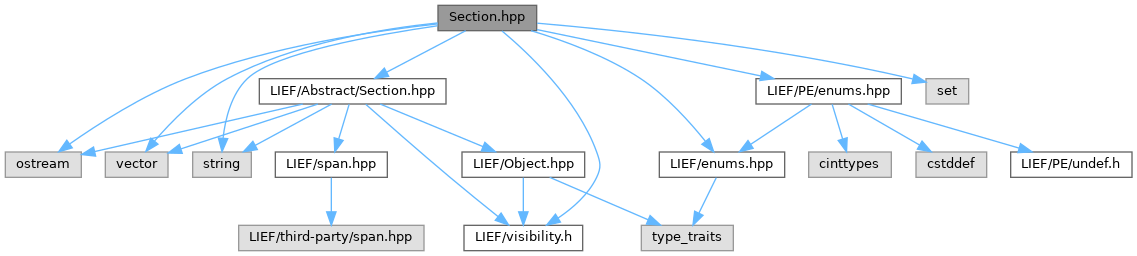 Section.hpp
LIEF/Abstract/Section.hpp
LIEF/PE/enums.hpp
set
ostream
vector
string
LIEF/span.hpp
LIEF/Object.hpp
LIEF/enums.hpp
cinttypes
cstddef
LIEF/PE/undef.h
LIEF/third-party/span.hpp
LIEF/visibility.h
type_traits